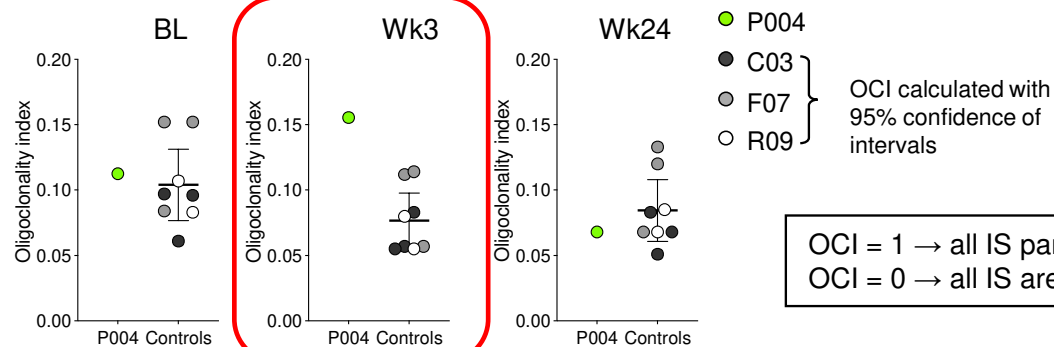 BL
Wk3
Wk24
Oligoclonality index
0.20
0.15
0.10
0.05
0.00
P004 Controls
Oligoclonality index
0.20
0.15
0.10
0.05
0.00
P004 Controls
Oligoclonality index
0.20
0.15
0.10
0.05
0.00
P004 Controls
P004
C03
F07
R09
OCI calculated with
95% confidence of
intervals
OCI = 1 → all IS
OCI = 0 → all IS are